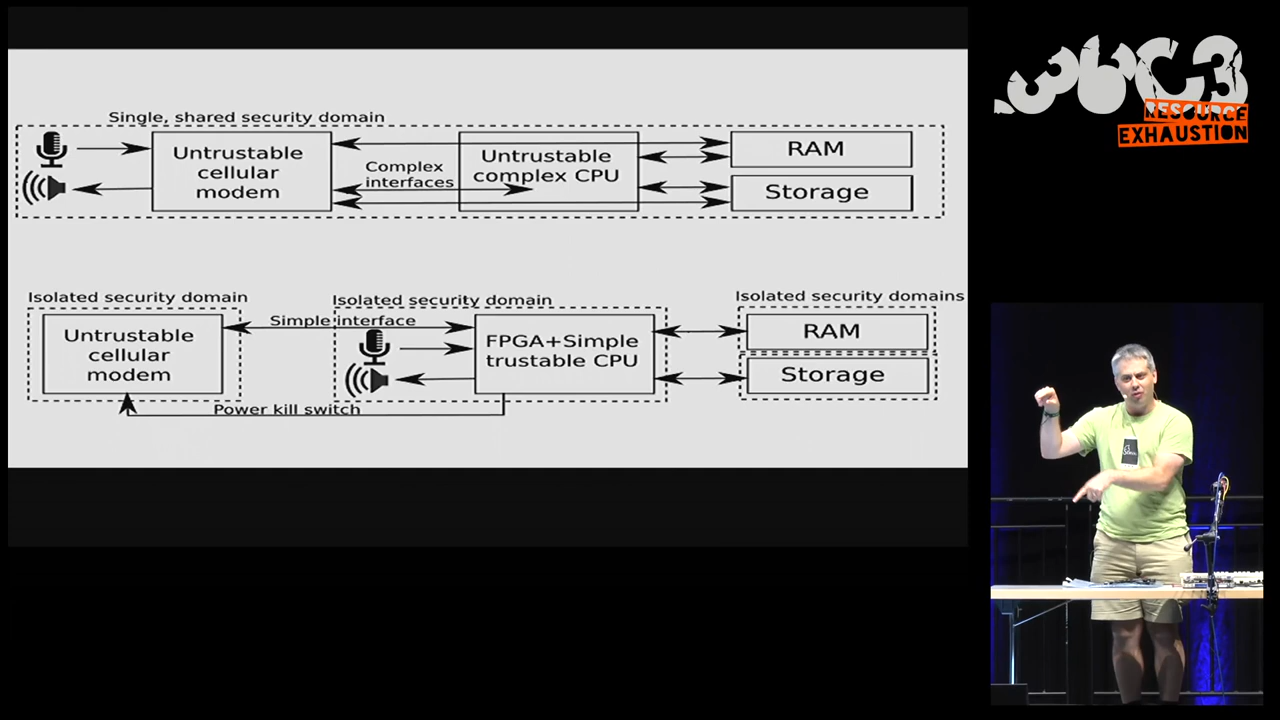 36C3
RESOURCE
EXHAUSTION
Single, shared security domain
Untrustable
cellular
modem
Complex
interfaces
Untrustable
complex CPU
RAM
Storage
Isolated security domain
Untrustable
cellular
modem
Simple interface
Power kill switch
Isolated security domain
FPGA+Simple
trustable CPU
Isolated security domains
RAM
Storage